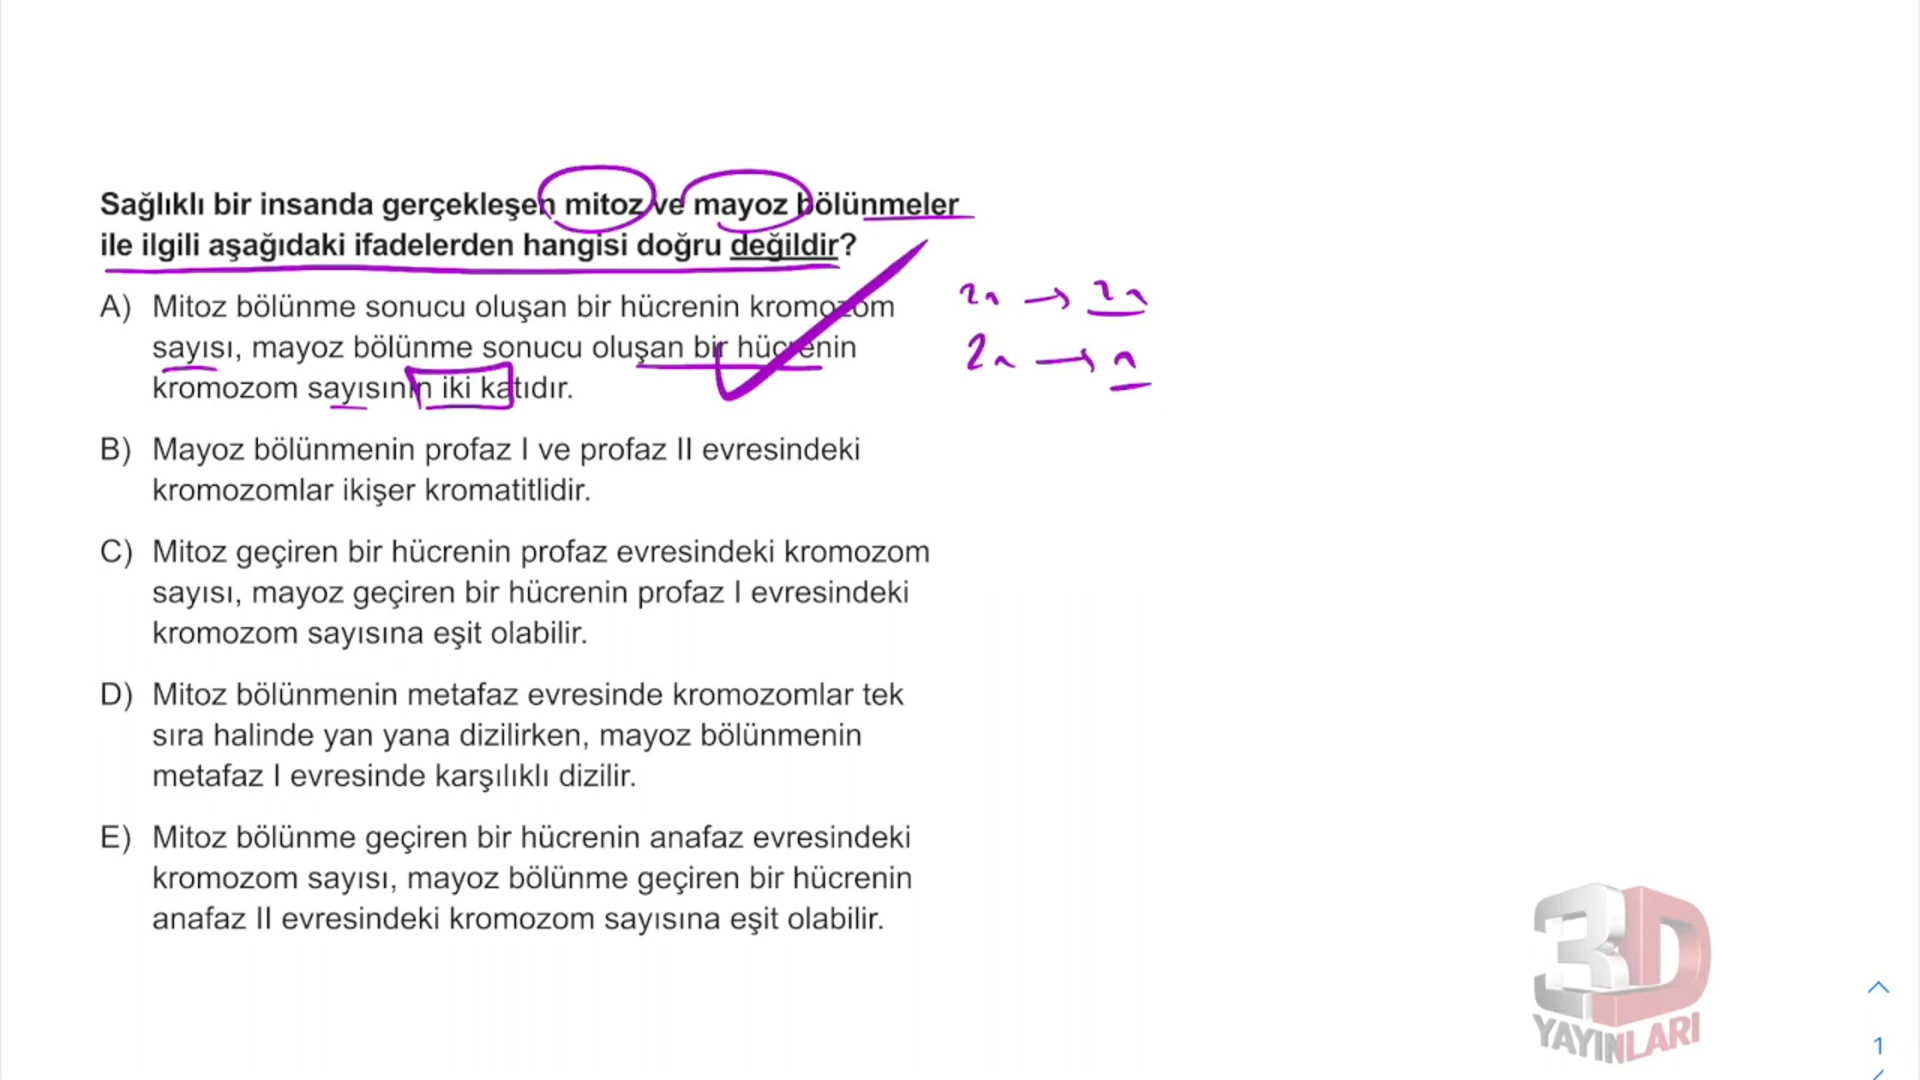 Sağlıklı bir insanda gerçekleşen mitoz ve mayoz bölünmeler
ile ilgili aşağıdaki ifadelerden hangisi doğru değildir?
A) Mitoz bölünme sonucu oluşan bir hücrenin kromozom
sayısı, mayoz bölünme sonucu oluşan bir hücrenin
kromozom sayısının iki katıdır.
2n → 2n
2n → n
B) Mayoz bölünmenin profaz I ve profaz II evresindeki
kromozomlar ikişer kromatitlidir.
C) Mitoz geçiren bir hücrenin profaz evresindeki kromozom
sayısı, mayoz geçiren bir hücrenin profaz I evresindeki
kromozom sayısına eşit olabilir.
D) Mitoz bölünmenin metafaz evresinde kromozomlar tek
sıra halinde yan yana dizilirken, mayoz bölünmenin
metafaz I evresinde karşılıklı dizilir.
E) Mitoz bölünme geçiren bir hücrenin anafaz evresindeki
kromozom sayısı, mayoz bölünme geçiren bir hücrenin
anafaz II evresindeki kromozom sayısına eşit olabilir.
3D
YAYINLARI
1